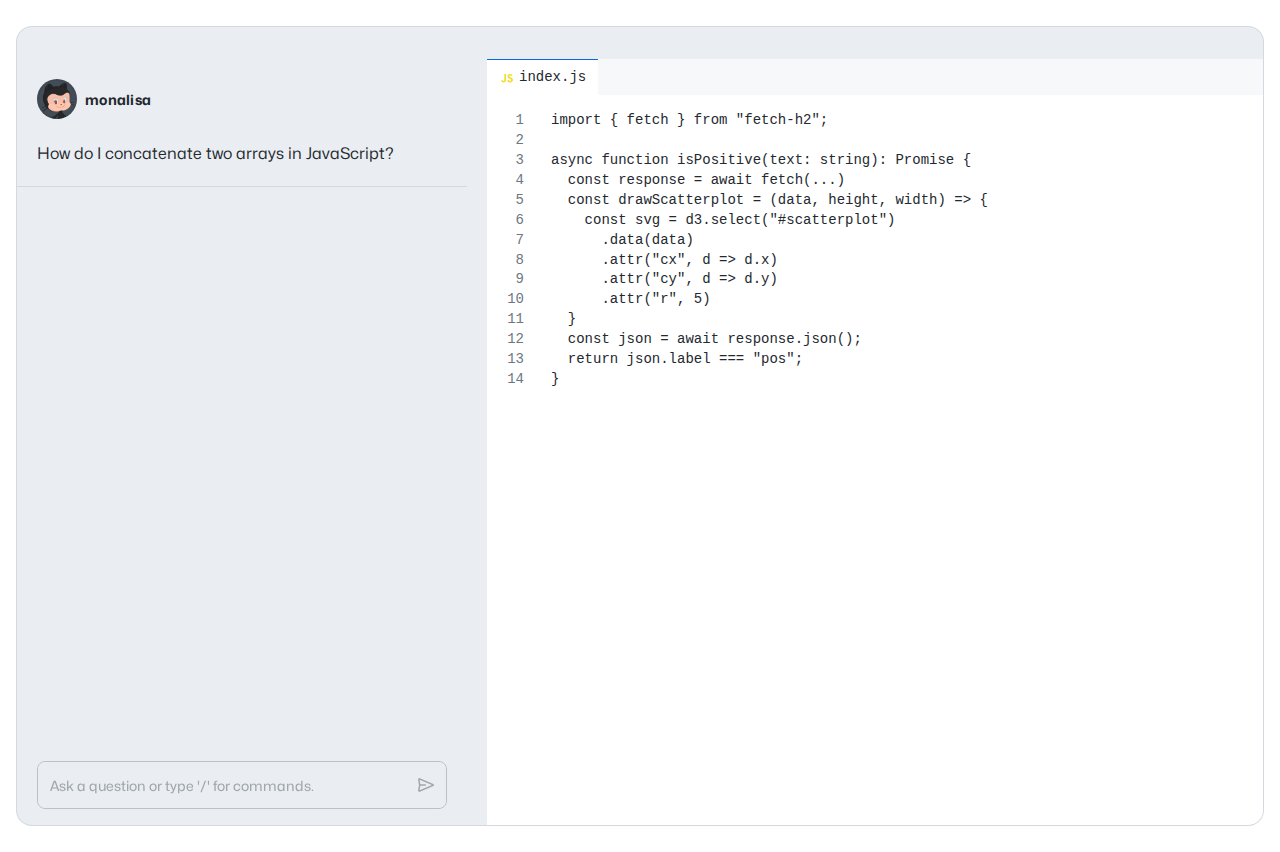 monalisa
How do I concatenate two arrays in JavaScript?
Ask a question or type '/' for commands.
JS index.js
1 import { fetch } from "fetch-h2";
2
3 async function isPositive(text: string): Promise {
4   const response = await fetch(...)
5   const drawScatterplot = (data, height, width) => {
6     const svg = d3.select("#scatterplot")
7       .data(data)
8       .attr("cx", d => d.x)
9       .attr("cy", d => d.y)
10       .attr("r", 5)
11   }
12   const json = await response.json();
13   return json.label === "pos";
14 }